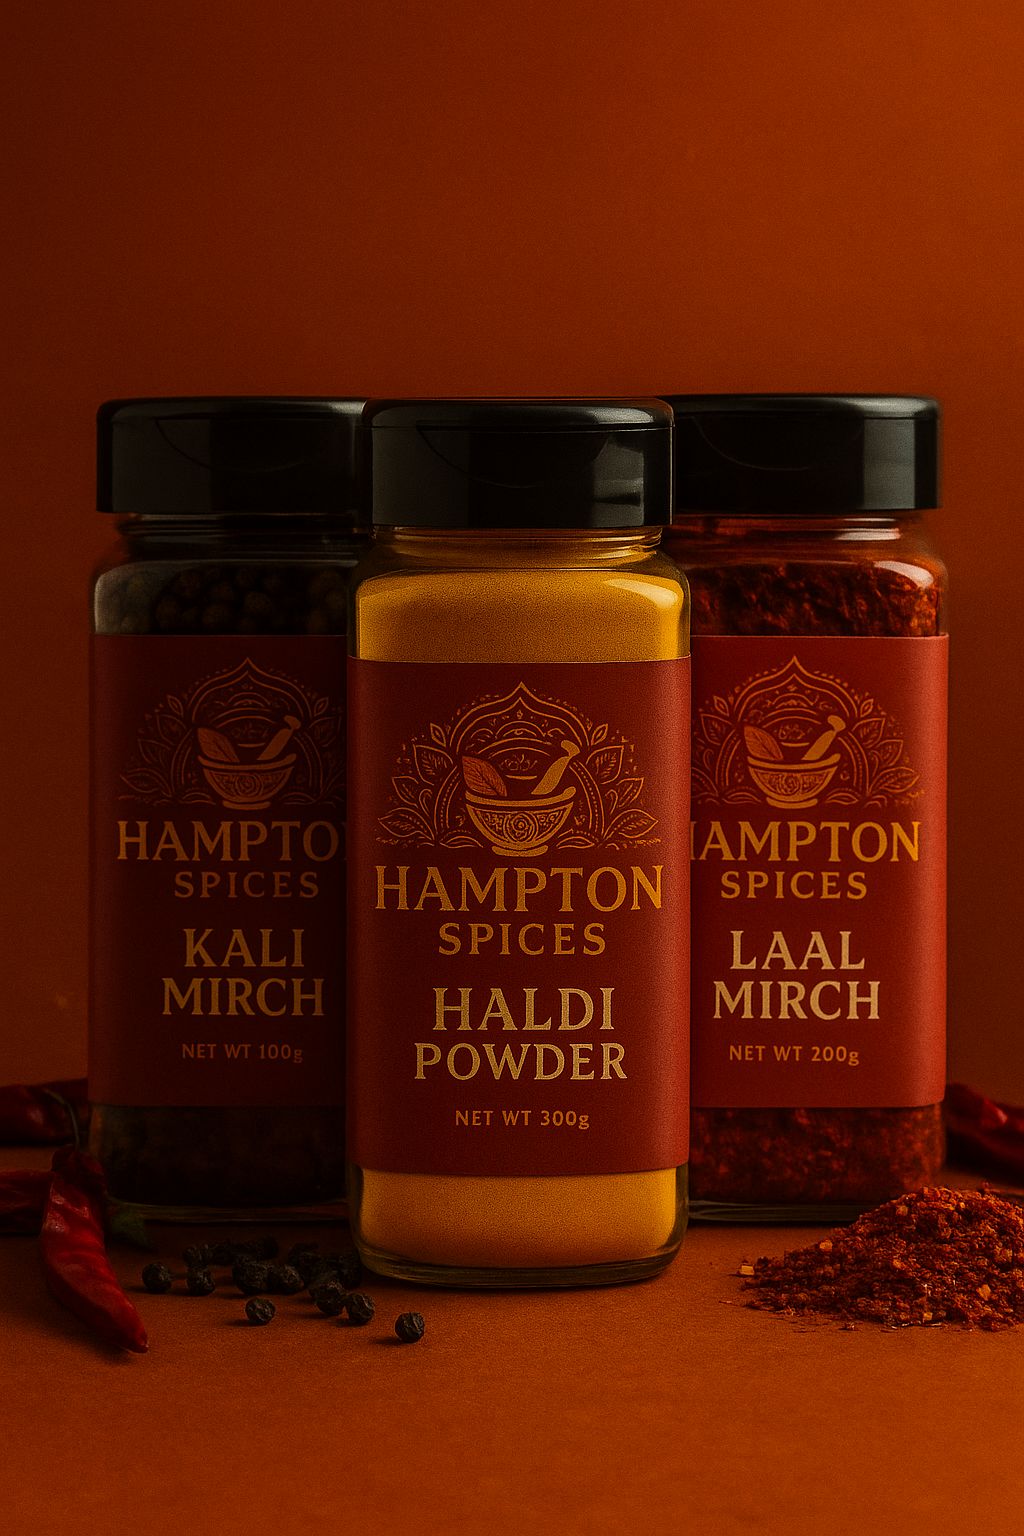 HAMPTON
SPICES
KALI
MIRCH
NET WT 100g
HAMPTON
SPICES
HALDI
POWDER
NET WT 300g
HAMPTON
SPICES
LAAL
MIRCH
NET WT 200g